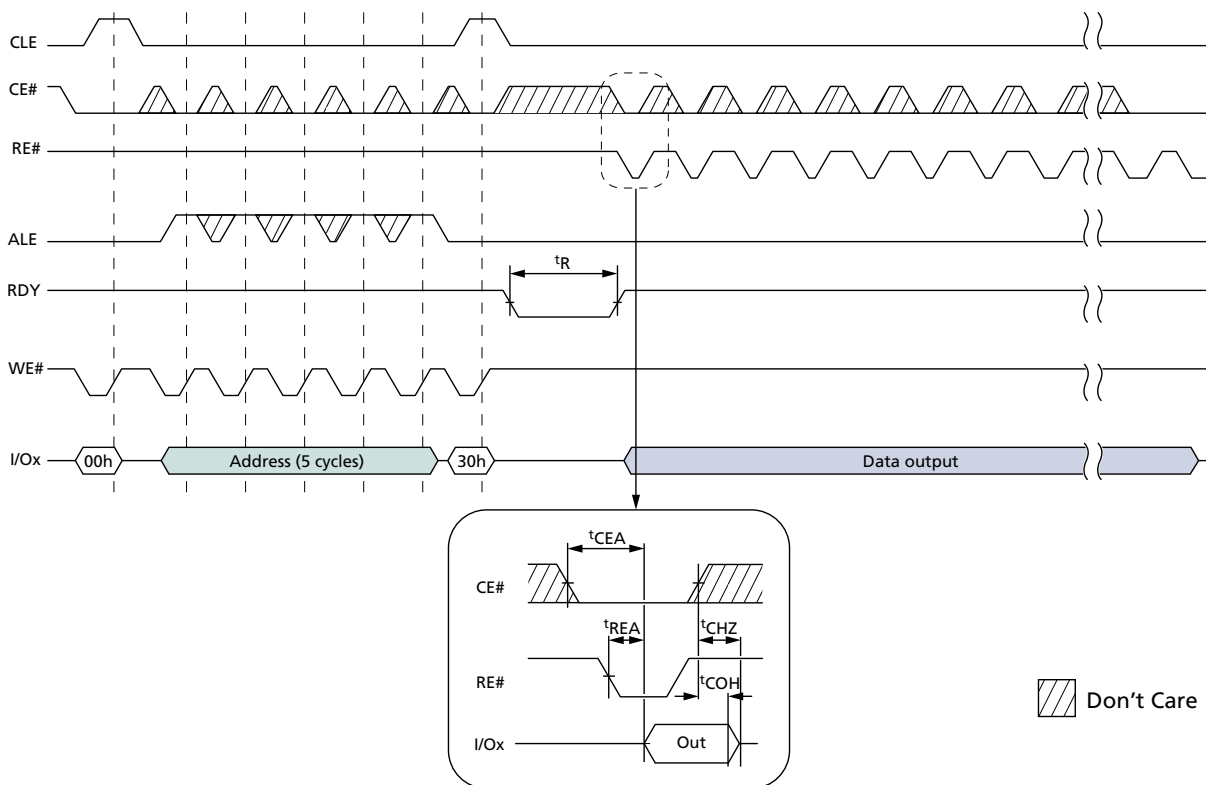 CLE
CE#
RE#
ALE
tR
RDY
WE#
I/Ox
00h
Address (5 cycles)
30h
Data output
tCEA
CE#
tREA
tCHZ
RE#
tCOH
I/Ox
Out
Don't Care